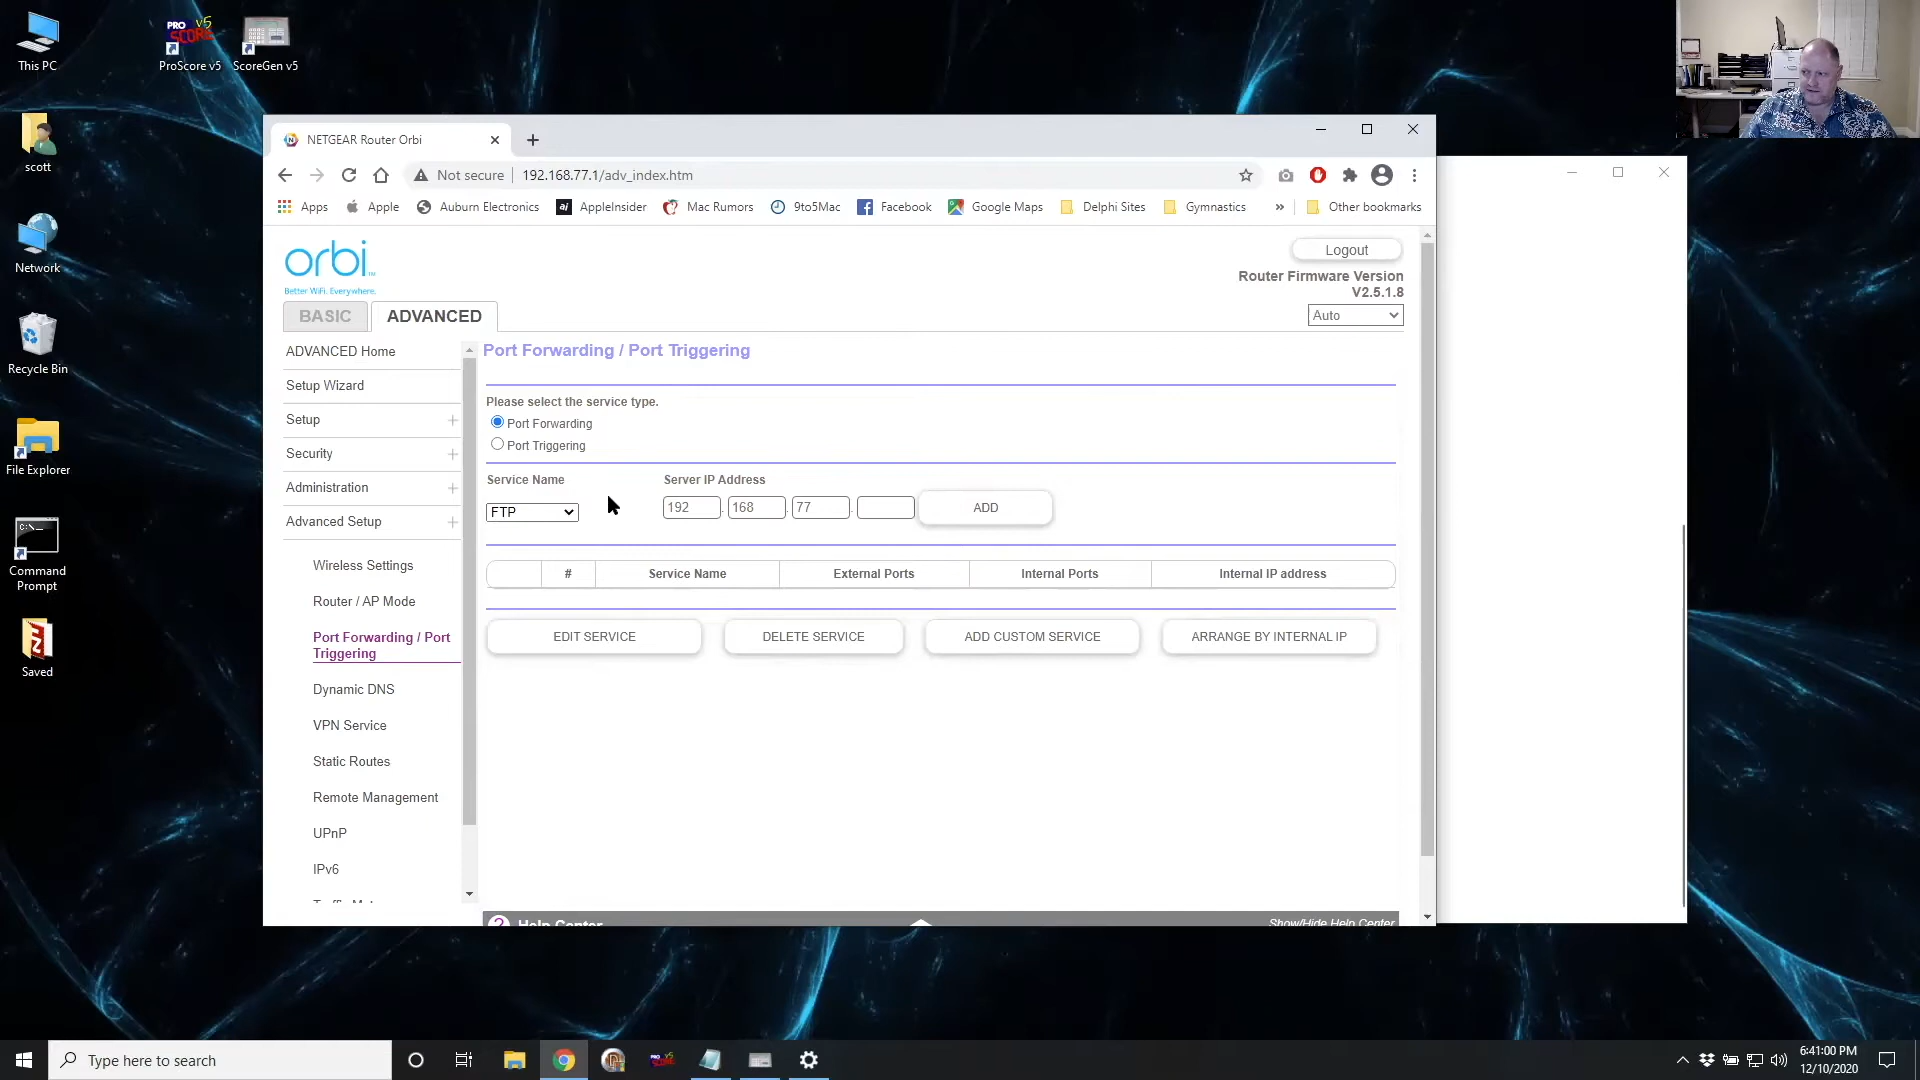 This PC
ProScore v5
ScoreGen v5
scott
Network
Recycle Bin
File Explorer
Command
Prompt
Saved
NETGEAR Router Orbi
Not secure
192.168.77.1/adv_index.htm
Apps
Apple
Auburn Electronics
AppleInsider
Mac Rumors
9to5Mac
Facebook
Google Maps
Delphi Sites
Gymnastics
»
Other bookmarks
orbi
Better WiFi. Everywhere.
Logout
Router Firmware Version
V2.5.1.8
Auto
BASIC
ADVANCED
ADVANCED Home
Setup Wizard
Setup
Security
Administration
Advanced Setup
Wireless Settings
Router / AP Mode
Port Forwarding / Port
Triggering
Dynamic DNS
VPN Service
Static Routes
Remote Management
UPnP
IPv6
Port Forwarding / Port Triggering
Please select the service type.
Port Forwarding
Port Triggering
Service Name
Server IP Address
FTP
192 . 168 . 77 .
ADD
# Service Name External Ports Internal Ports Internal IP address
EDIT SERVICE
DELETE SERVICE
ADD CUSTOM SERVICE
ARRANGE BY INTERNAL IP
Help Center
Show/Hide Help Center
Type here to search
6:41:00 PM
12/10/2020